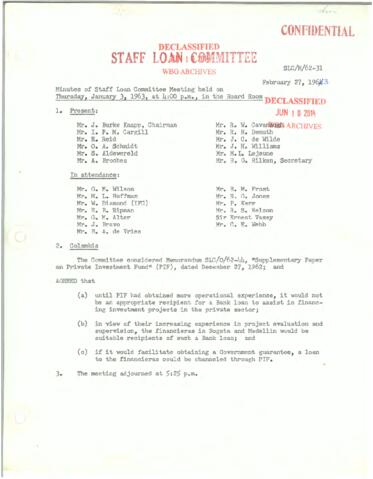 CONFIDENTIAL
DECLASSIFIED
STAFF LOAN COMMITTEE
WBG ARCHIVES
SLC/M/62-31
February 27, 1963
Minutes of Staff Loan Committee Meeting held on
Thursday, January 3, 1963, at 4:00 p.m., in the Board Room
DECLASSIFIED
JUN 10 2014
WBG ARCHIVES
1. Present:
Mr. J. Burke Knapp, Chairman
Mr. I. P. M. Cargill
Mr. E. Reid
Mr. O. A. Schmidt
Mr. S. Aldewereld
Mr. A. Broches
Mr. R. W. Cavanaugh
Mr. R. H. Demuth
Mr. J. C. de Wilde
Mr. J. H. Williams
Mr. M.L. Lejeune
Mr. R. G. Hilken, Secretary
In attendance:
Mr. G. M. Wilson
Mr. M. L. Hoffman
Mr. W. Diamond (IFC)
Mr. H. B. Ripman
Mr. G. M. Alter
Mr. J. Bravo
Mr. B. A. de Vries
Mr. H. W. Frost
Mr. G. Jones
Mr. P. Kerr
Mr. R. S. Nelson
Sir Ernest Vasey
Mr. G. E. Webb
2. Colombia
The Committee considered Memorandum SLC/O/62-44, "Supplementary Paper
on Private Investment Fund" (PIF), dated December 27, 1962; and
AGREED that
(a) until PIF had obtained more operational experience, it would not
be an appropriate recipient for a Bank loan to assist in financing
investment projects in the private sector;
(b) in view of their increasing experience in project evaluation and
supervision, the financieras in Bogota and Medellin would be
suitable recipients of such a Bank loan; and
(c) if it would facilitate obtaining a Government guarantee, a loan
to the financieras could be channeled through PIF.
3. The meeting adjourned at 5:25 p.m.